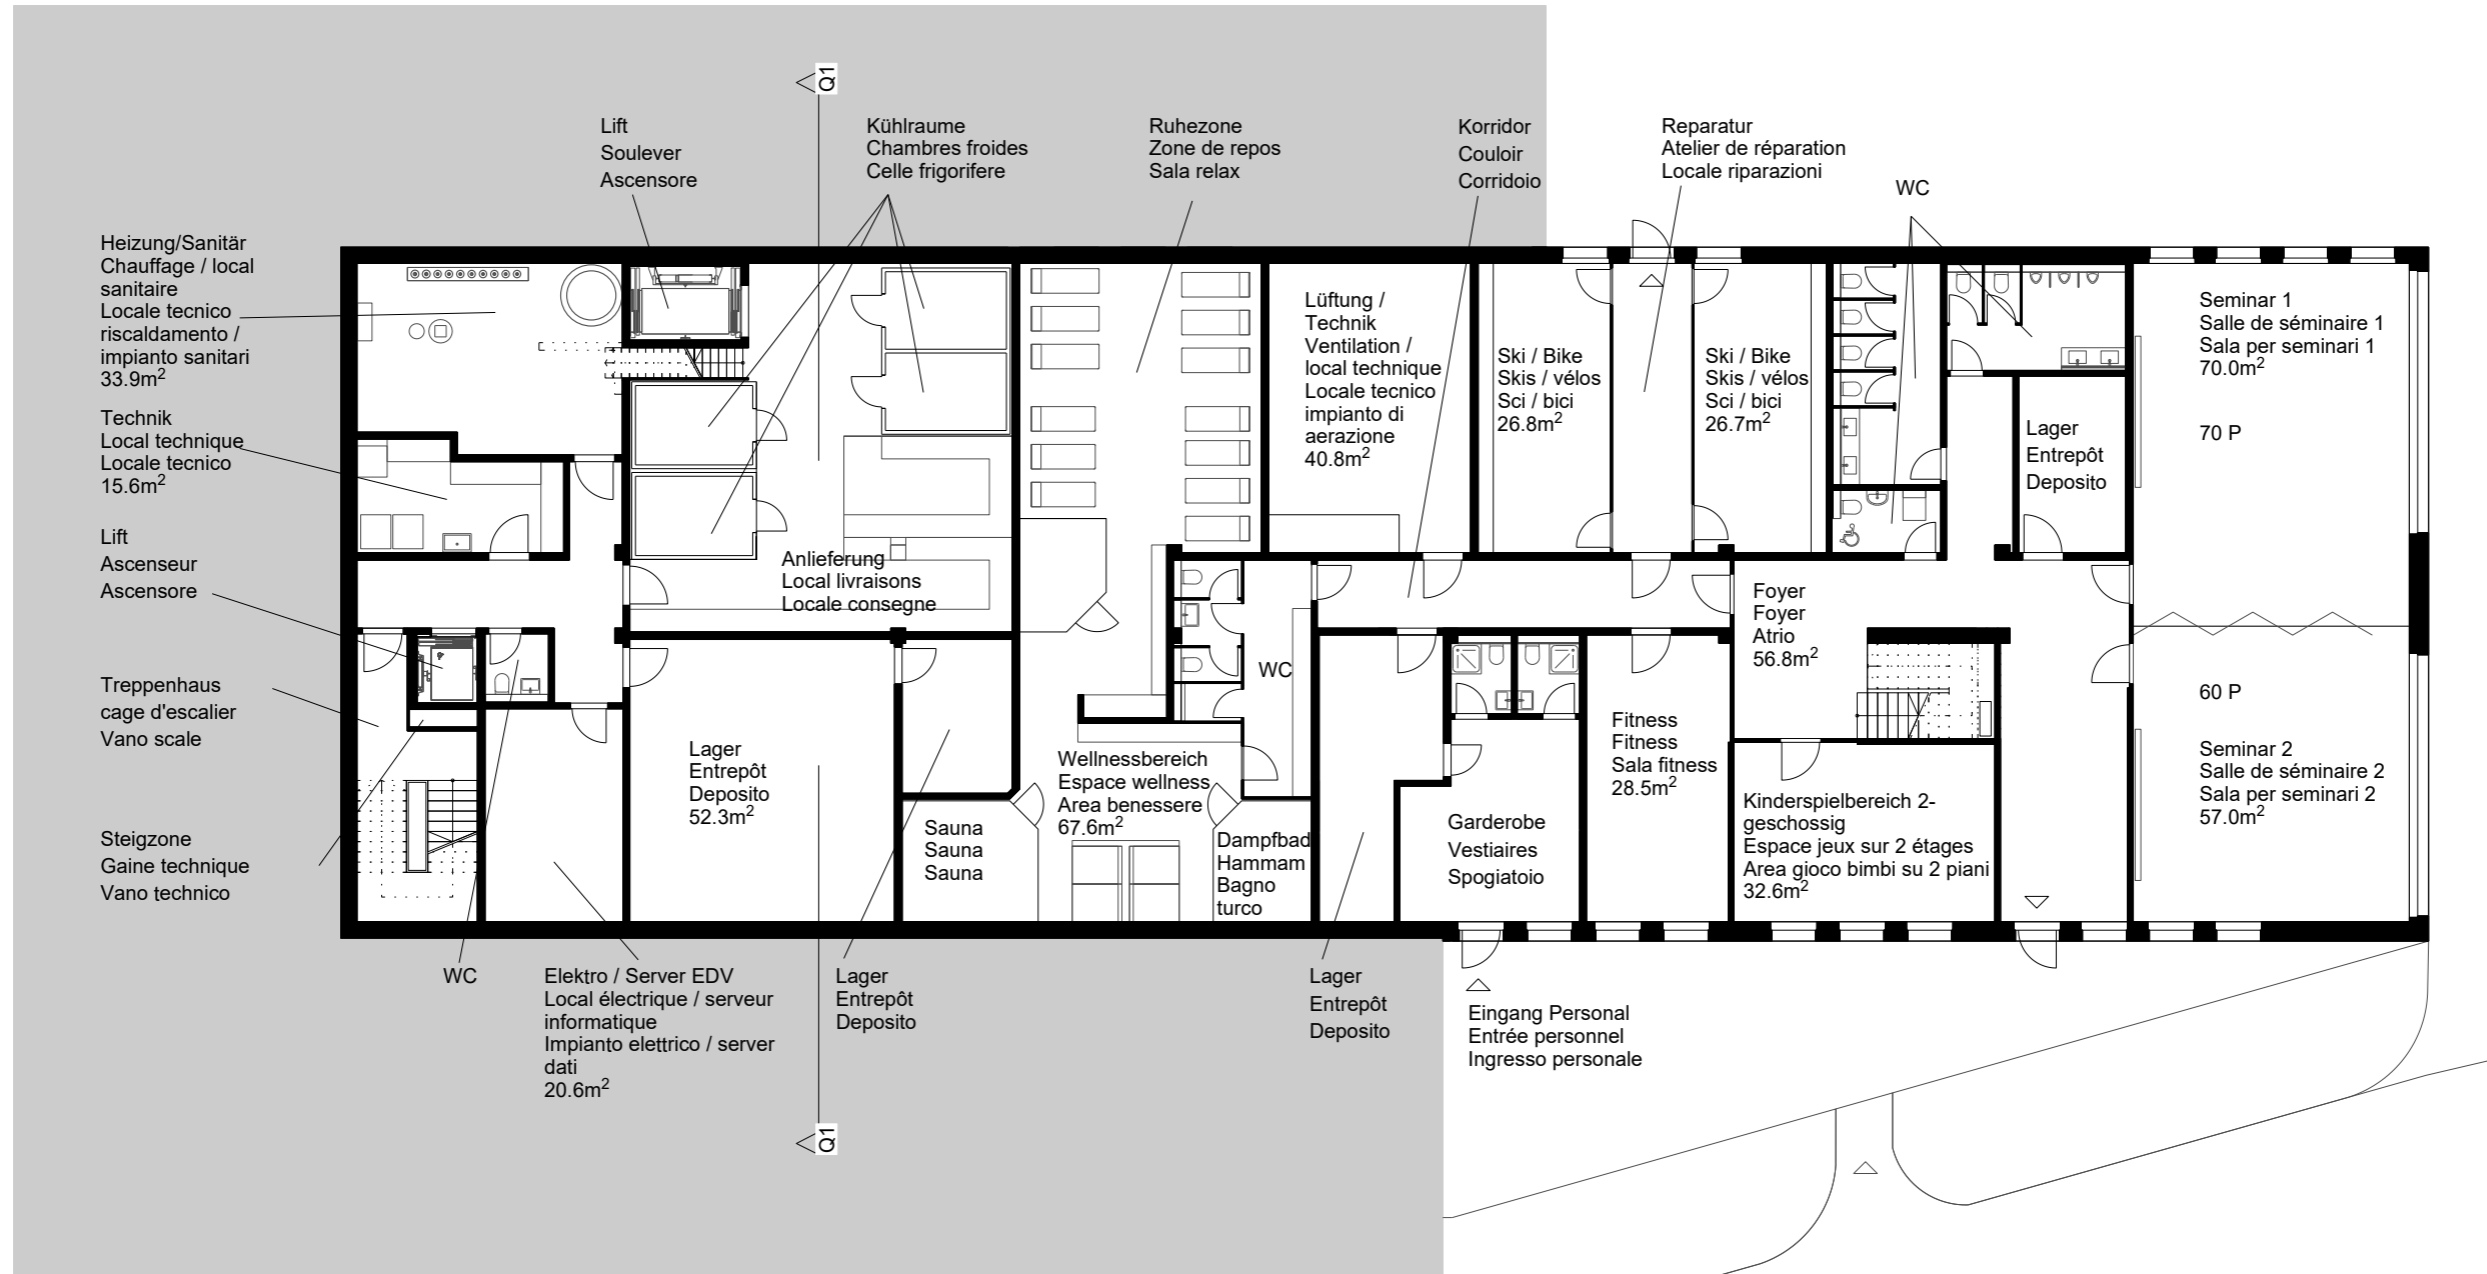 Q1
Lift
Soulever
Ascensore
Kühlraume
Chambres froides
Celle frigorifere
Ruhezone
Zone de repos
Sala relax
Korridor
Couloir
Corridoio
Reparatur
Atelier de réparation
Locale riparazioni
WC
Heizung/Sanitär
Chauffage / local
sanitaire
Locale tecnico
riscaldamento /
impianto sanitari
33.9m²
Technik
Local technique
Locale tecnico
15.6m²
Lift
Ascenseur
Ascensore
Treppenhaus
cage d'escalier
Vano scale
Steigzone
Gaine technique
Vano technico
Anlieferung
Local livraisons
Locale consegne
Lüftung /
Technik
Ventilation /
local technique
Locale tecnico
impianto di
aerazione
40.8m²
Ski / Bike
Skis / vélos
Sci / bici
26.8m²
Ski / Bike
Skis / vélos
Sci / bici
26.7m²
Lager
Entrepôt
Deposito
Seminar 1
Salle de séminaire 1
Sala per seminari 1
70.0m²
70 P
Foyer
Foyer
Atrio
56.8m²
WC
60 P
Seminar 2
Salle de séminaire 2
Sala per seminari 2
57.0m²
Lager
Entrepôt
Deposito
52.3m²
Wellnessbereich
Espace wellness
Area benessere
67.6m²
Sauna
Sauna
Sauna
Dampfbad
Hammam
Bagno
turco
Garderobe
Vestiaires
Spogiatoio
Fitness
Fitness
Sala fitness
28.5m²
Kinderspielbereich 2-
geschossig
Espace jeux sur 2 étages
Area gioco bimbi su 2 piani
32.6m²
WC
Elektro / Server EDV
Local électrique / serveur
informatique
Impianto elettrico / server
dati
20.6m²
Lager
Entrepôt
Deposito
Lager
Entrepôt
Deposito
Eingang Personal
Entrée personnel
Ingresso personale
Q1